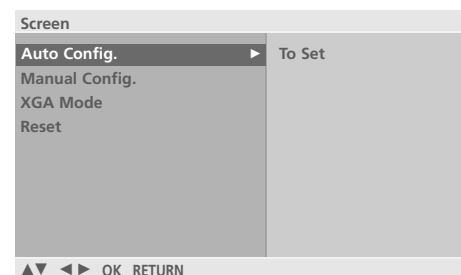 Screen
Auto Config. ► To Set
Manual Config.
XGA Mode
Reset
▲▼ ◄► OK RETURN